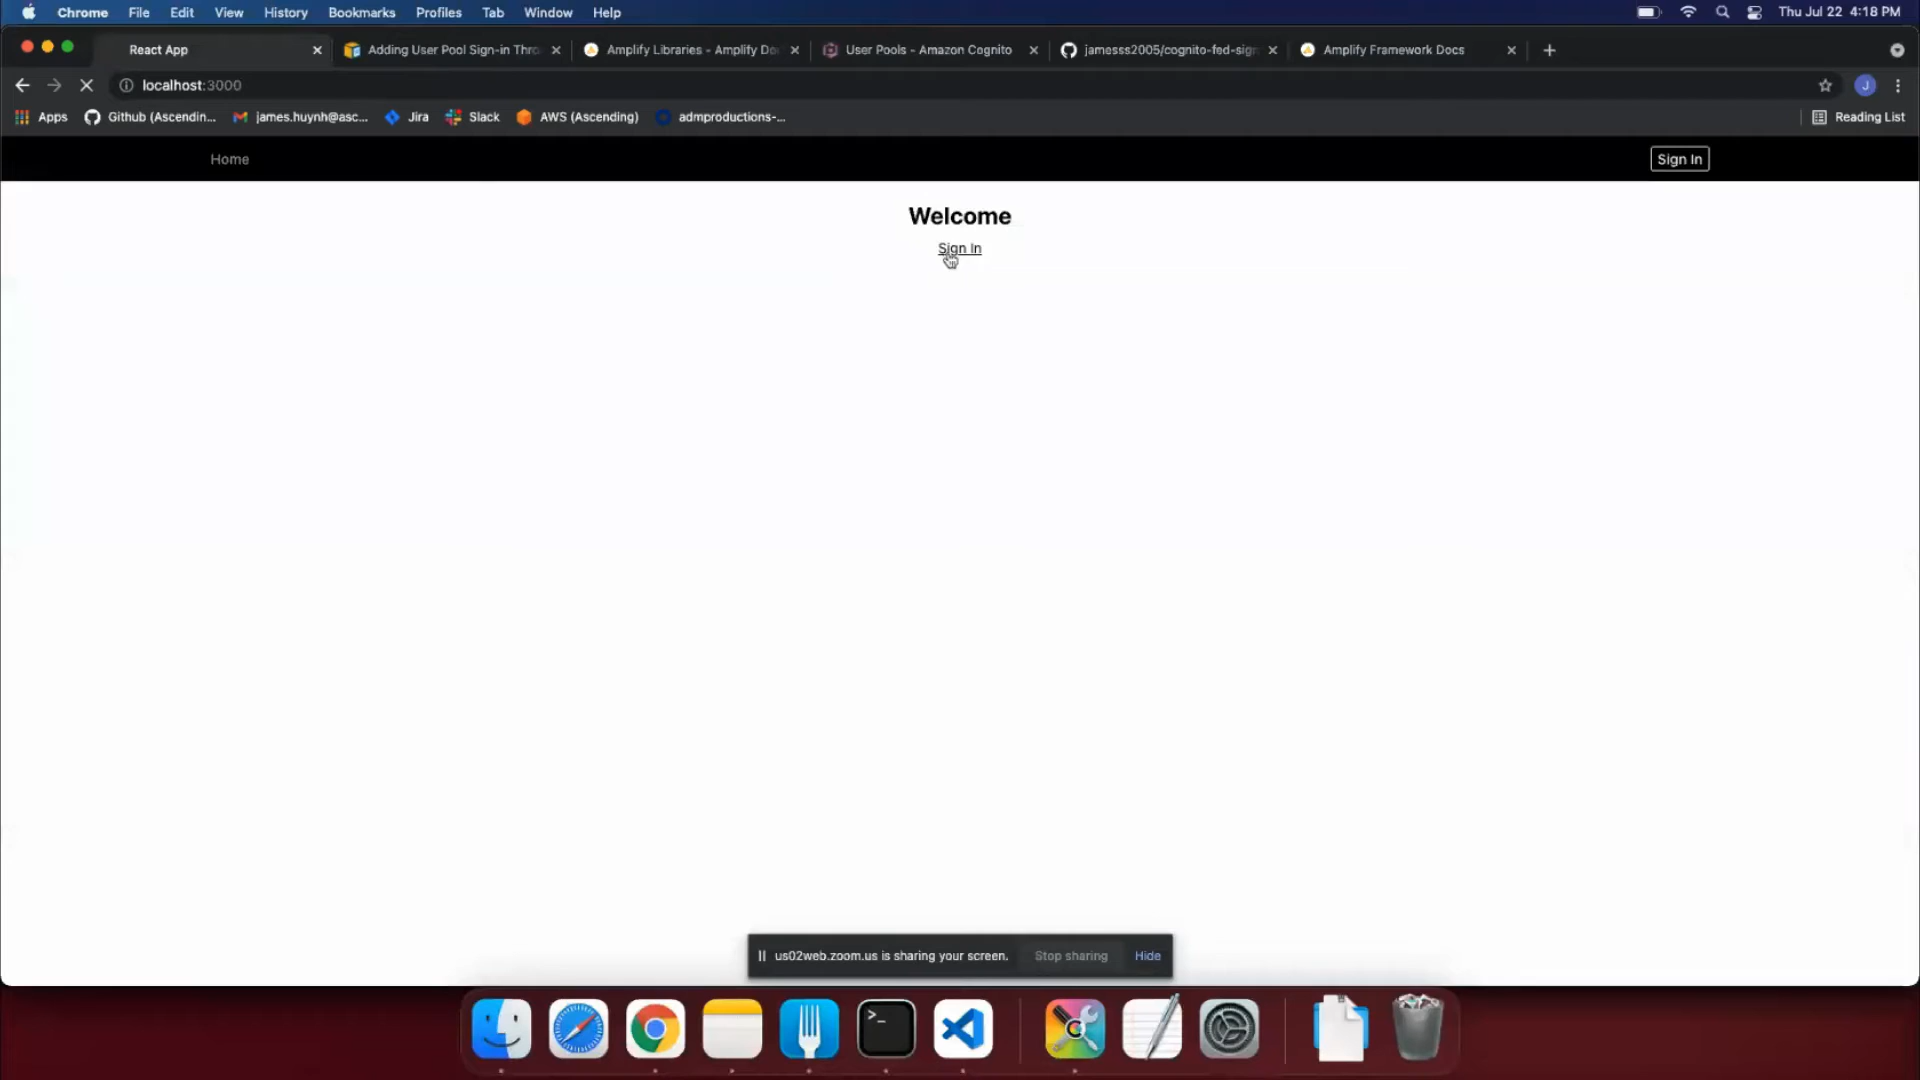 Chrome File Edit View History Bookmarks Profiles Tab Window Help Thu Jul 22 4:18 PM
React App Adding User Pool Sign-in Thro Amplify Libraries - Amplify Do User Pools - Amazon Cognito jamesss2005/cognito-fed-sign Amplify Framework Docs
localhost:3000 J
Apps Github (Ascendin... james.huynh@asc... Jira Slack AWS (Ascending) admproductions-... Reading List
Home Sign In
Welcome
Sign In
us02web.zoom.us is sharing your screen. Stop sharing Hide
>_